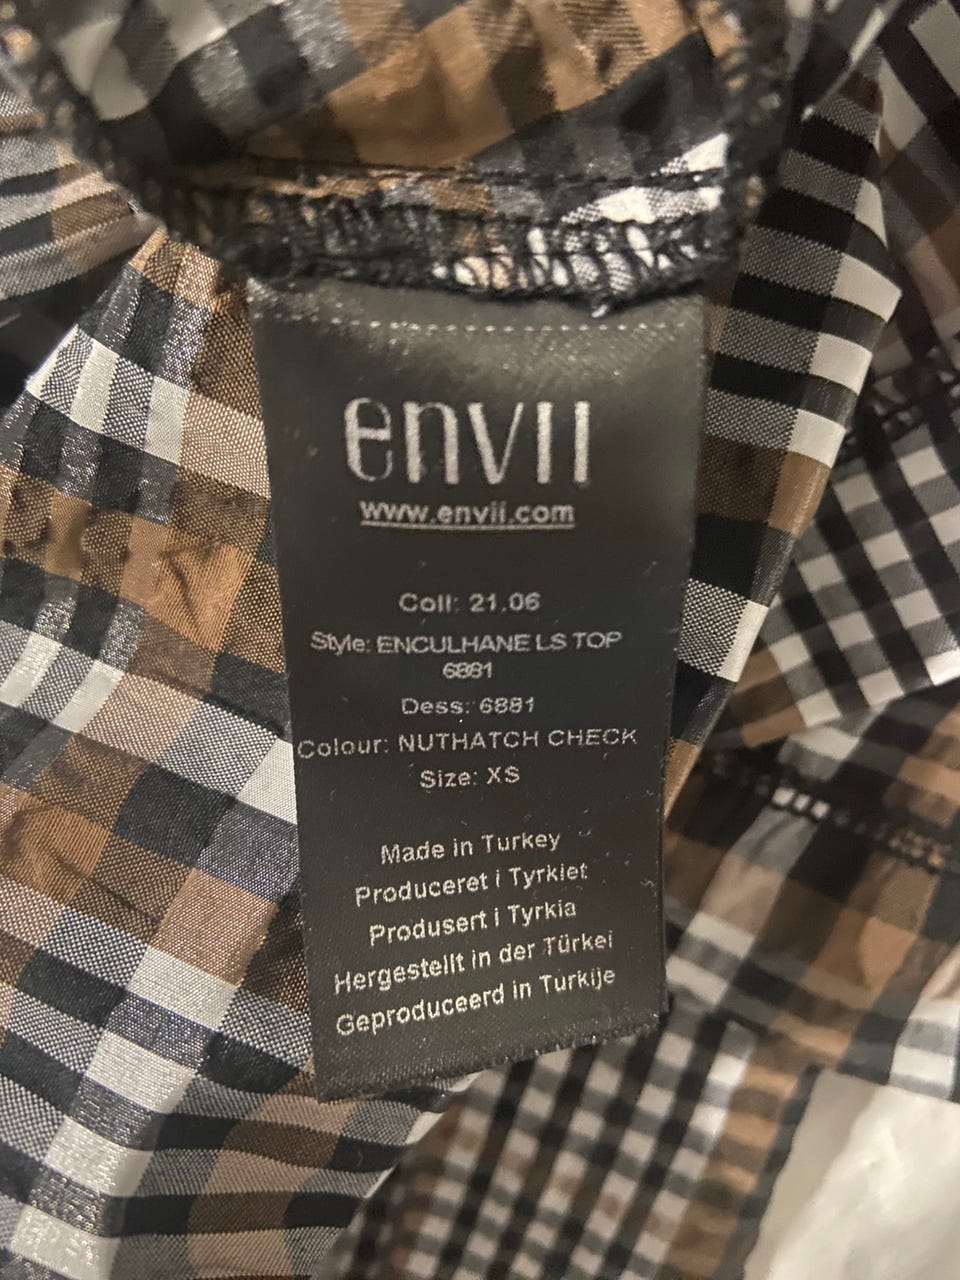 envii
www.envii.com
Coll: 21.06
Style: ENCULHANE LS TOP
6881
Dess: 6881
Colour: NUTHATCH CHECK
Size: XS
Made in Turkey
Produceret i Tyrkiet
Produsert i Tyrkia
Hergestellt in der Türkei
Geproduceerd in Turkije